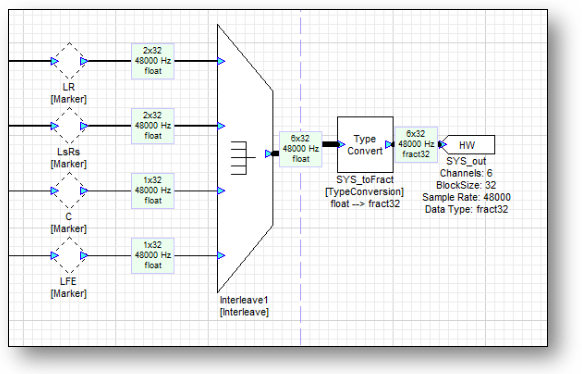 2x32
48000 Hz
float
LR
[Marker]
2x32
48000 Hz
float
LsRs
[Marker]
1x32
48000 Hz
float
C
[Marker]
1x32
48000 Hz
float
LFE
[Marker]
Interleave1
[Interleave]
6x32
48000 Hz
float
Type
Convert
SYS_toFract
[TypeConversion]
float --> fract32
6x32
48000 Hz
fract32
HW
SYS_out
Channels: 6
BlockSize: 32
Sample Rate: 48000
Data Type: fract32